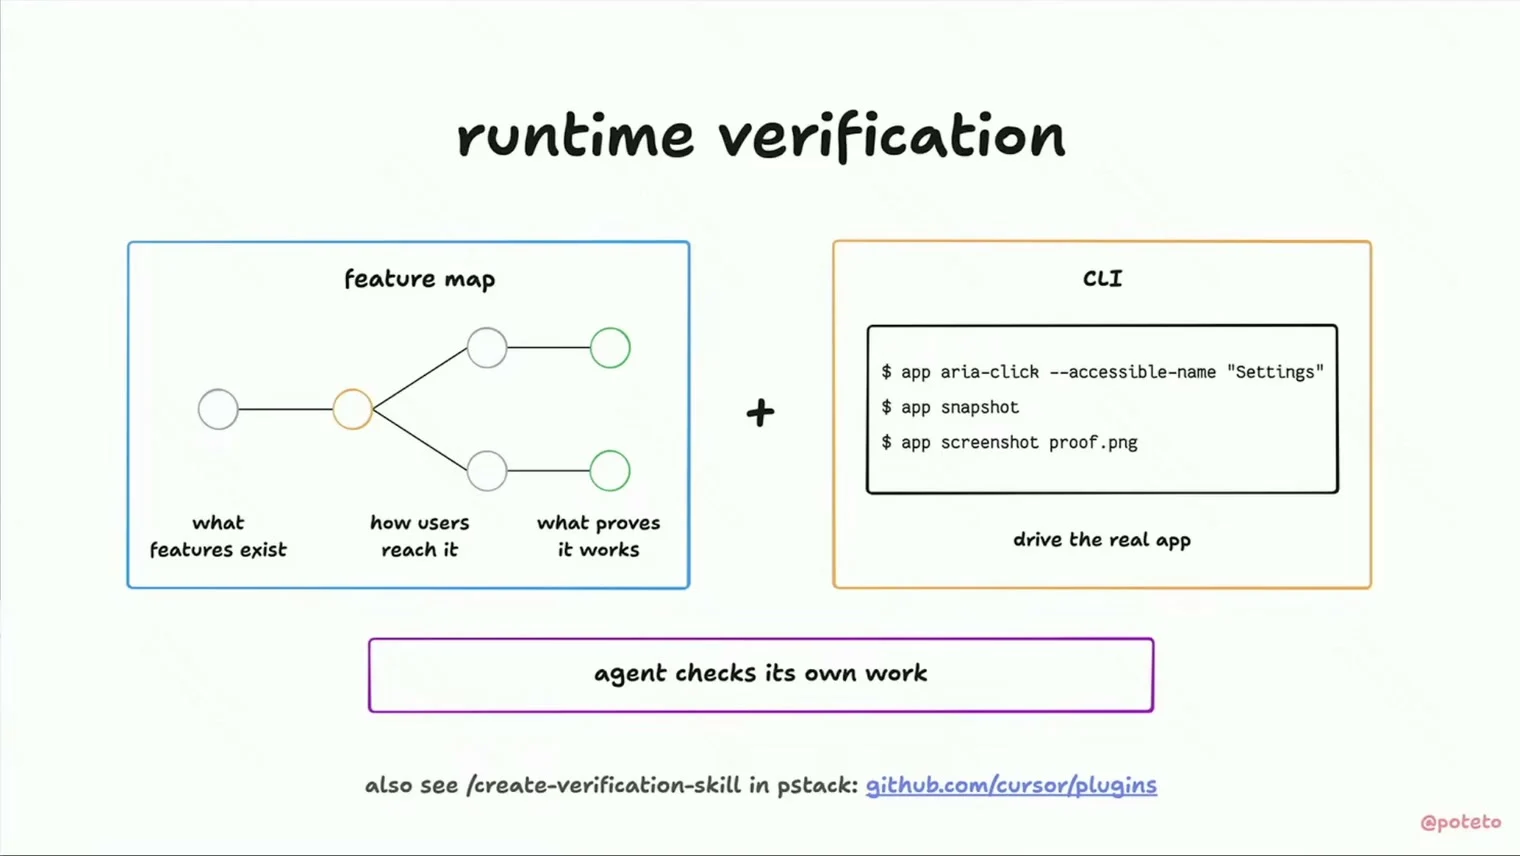 runtime verification
feature map
what
features exist
how users
reach it
what proves
it works
+
CLI
$ app aria-click --accessible-name "Settings"
$ app snapshot
$ app screenshot proof.png
drive the real app
agent checks its own work
also see /create-verification-skill in pstack: github.com/cursor/plugins
@poteto